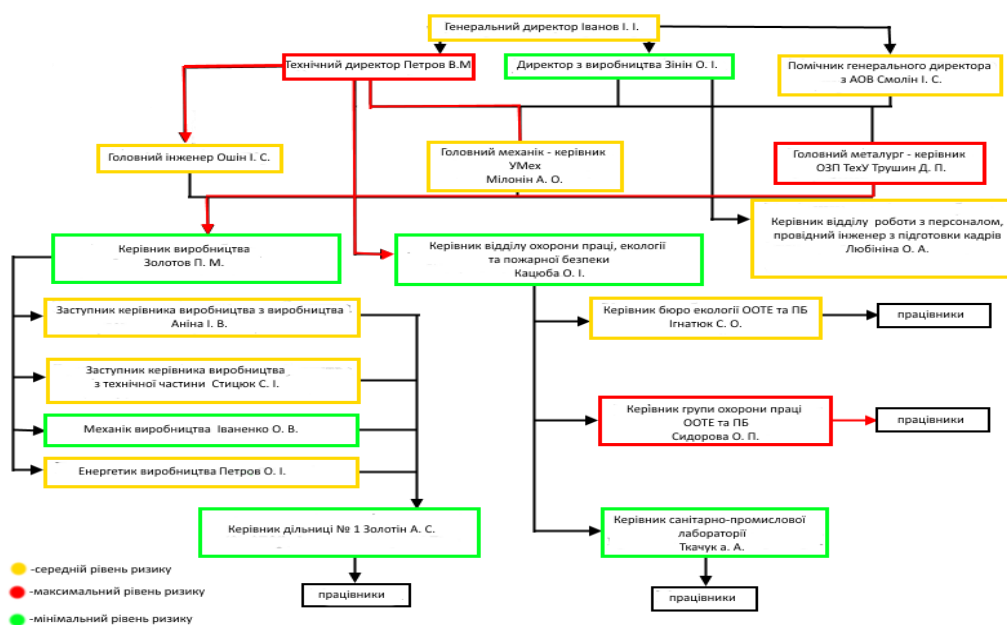 Генеральний директор Іванов І. І.
Технічний директор Петров В.М
Директор з виробництва Зінін О. І.
Помічник генерального директора
з АОВ Смолін І. С.
Головний інженер Ошін І. С.
Головний механік - керівник
УМех
Мілонін А. О.
Головний металург - керівник
ОЗП ТехУ Трушин Д. П.
Керівник виробництва
Золотов П. М.
Керівник відділу охорони праці, екології
та пожарної безпеки
Кацюба О. І.
Керівник відділу роботи з персоналом,
провідний інженер з підготовки кадрів
Любініна О. А.
Заступник керівника виробництва з виробництва
Аніна І. В.
Керівник бюро екології ООТЕ та ПБ
Ігнатюк С. О.
працівники
Заступник керівника виробництва
з технічної частини Стицюк С. І.
Механік виробництва Іваненко О. В.
Керівник групи охорони праці
ООТЕ та ПБ
Сидорова О. П.
працівники
Енергетик виробництва Петров О. І.
Керівник дільниці № 1 Золотін А. С.
Керівник санітарно-промислової
лабораторії
Ткачук а. А.
працівники
працівники
-середній рівень ризику
-максимальний рівень ризику
-мінімальний рівень ризику